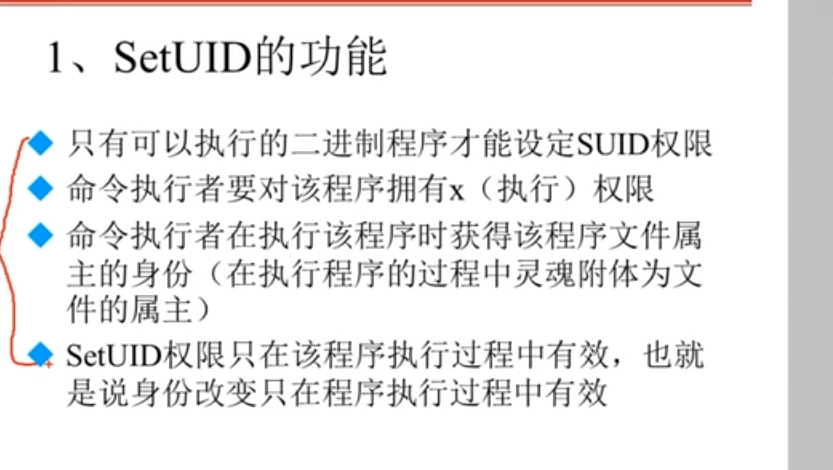 1、SetUID的功能
只有可以执行的二进制程序才能设定SUID权限
命令执行者要对该程序拥有x（执行）权限
命令执行者在执行该程序时获得该程序文件属
主的身份（在执行程序的过程中灵魂附体为文
件的属主）
SetUID权限只在该程序执行过程中有效，也就
是说身份改变只在程序执行过程中有效